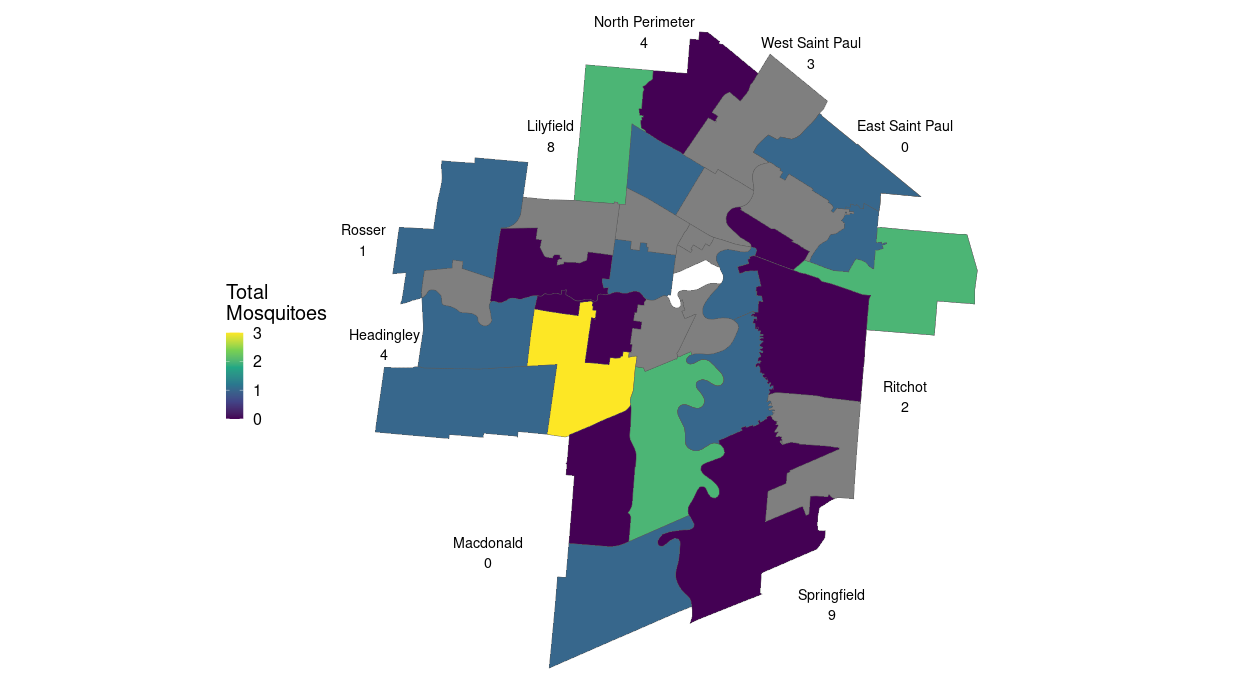 North Perimeter
4
West Saint Paul
3
Lilyfield
8
East Saint Paul
0
Rosser
1
Total
Mosquitoes
3
2
1
0
Headingley
4
Ritchot
2
Macdonald
0
Springfield
9